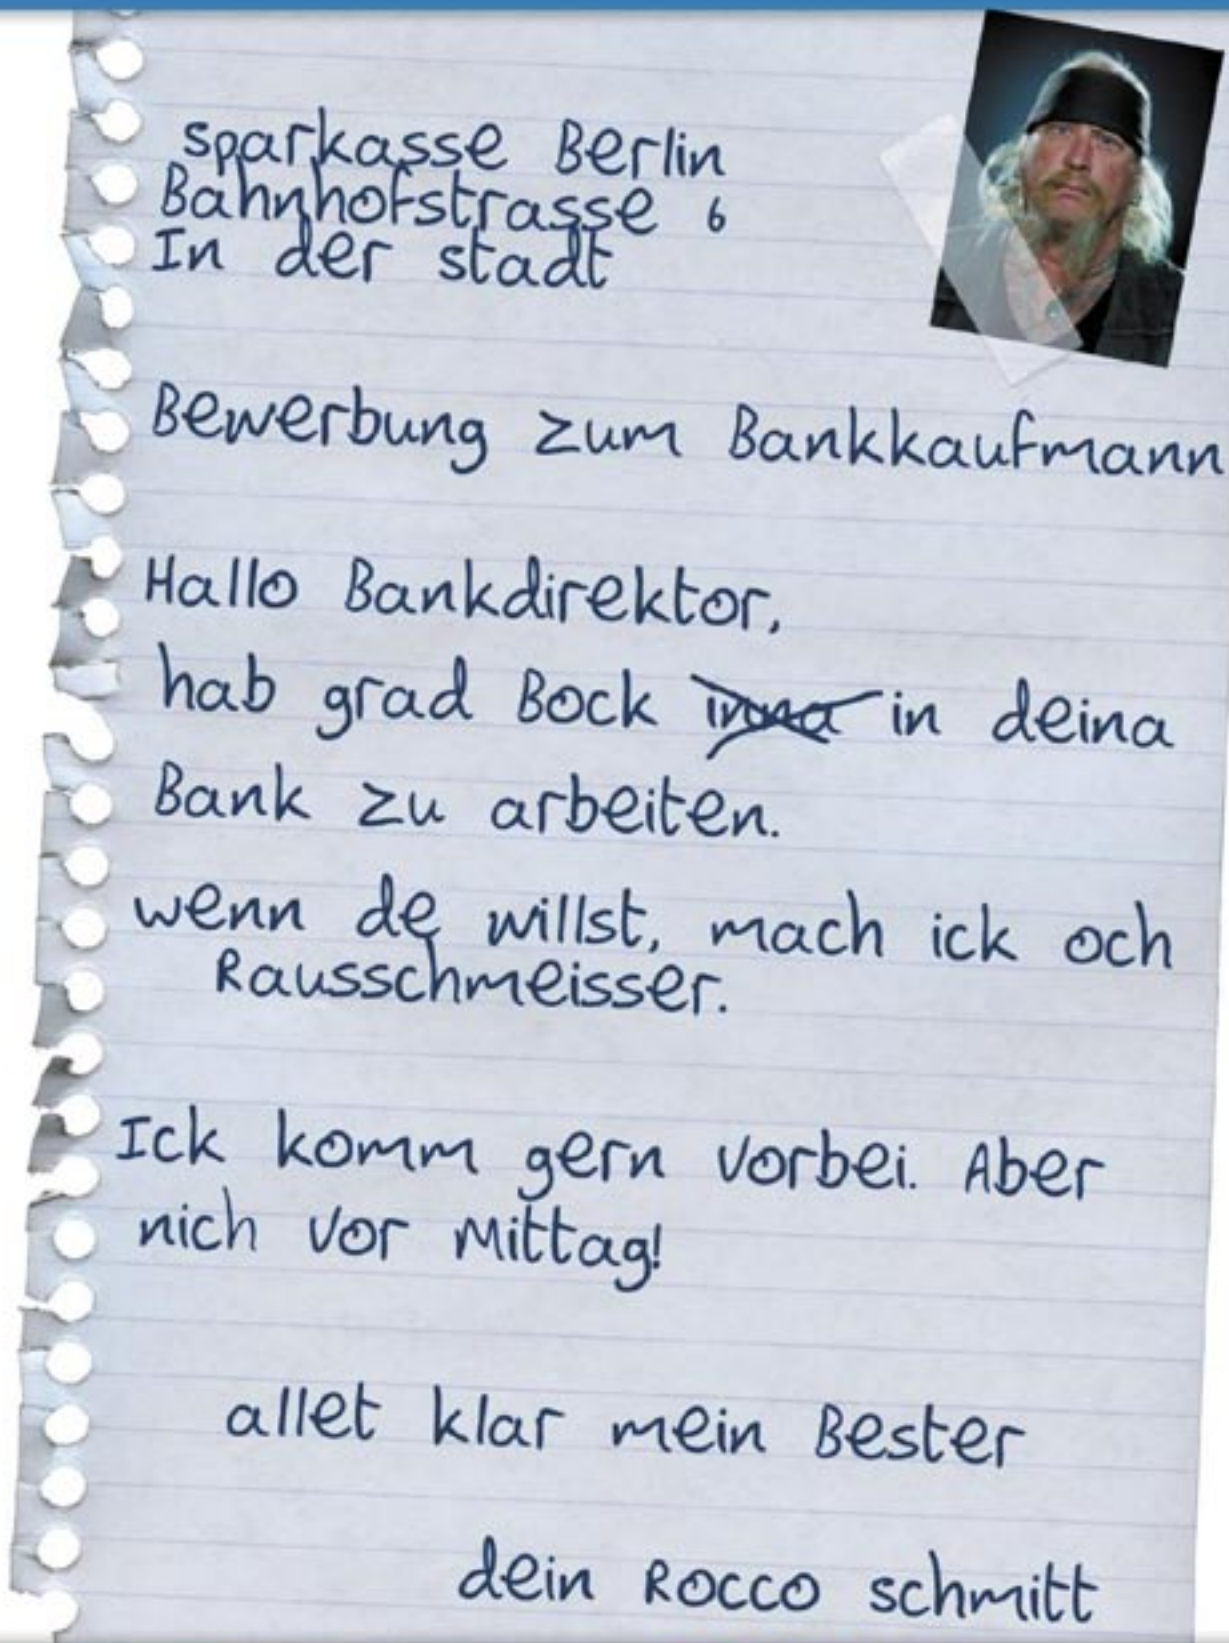 sparkasse Berlin
Bahnhofstrasse 6
In der stadt
Bewerbung zum Bankkaufmann
Hallo Bankdirektor,
hab grad Bock inna in deina
Bank zu arbeiten.
wenn de willst, mach ick och
Rausschmeisser.
Ick komm gern vorbei. Aber
nich vor Mittag!
allet klar mein Bester
dein Rocco schmitt